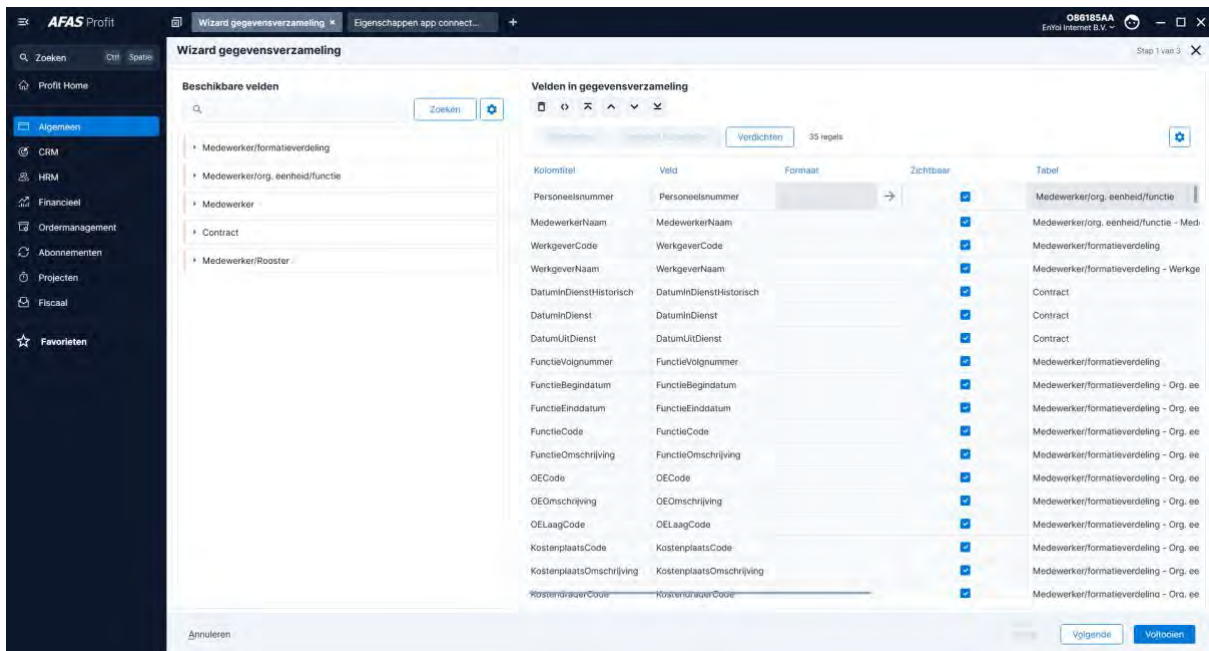 AFAS Profit
Wizard gegevensverzameling ×
Eigenschappen app connect... +
O86185AA
EnYoi Internet B.V.
Zoeken Ctrl Spatie
Profit Home
Algemeen
CRM
HRM
Financieel
Ordermanagement
Abonnementen
Projecten
Fiscaal
Favorieten
Wizard gegevensverzameling
Stap 1 van 3
Beschikbare velden
Zoeken
Medewerker/formatieverdeling
Medewerker/org. eenheid/functie
Medewerker
Contract
Medewerker/Rooster
Velden in gegevensverzameling
Verdichten 35 regels
Kolomtitel Veld Formaat Zichtbaar Tabel
Personeelsnummer Personeelsnummer Medewerker/org. eenheid/functie
MedewerkerNaam MedewerkerNaam Medewerker/org. eenheid/functie - Med
WerkgeverCode WerkgeverCode Medewerker/formatieverdeling
WerkgeverNaam WerkgeverNaam Medewerker/formatieverdeling - Werkge
DatumInDienstHistorisch DatumInDienstHistorisch Contract
DatumInDienst DatumInDienst Contract
DatumUitDienst DatumUitDienst Contract
FunctieVolgnummer FunctieVolgnummer Medewerker/formatieverdeling
FunctieBegindatum FunctieBegindatum Medewerker/formatieverdeling - Org. ee
FunctieEinddatum FunctieEinddatum Medewerker/formatieverdeling - Org. ee
FunctieCode FunctieCode Medewerker/formatieverdeling - Org. ee
FunctieOmschrijving FunctieOmschrijving Medewerker/formatieverdeling - Org. ee
OECode OECode Medewerker/formatieverdeling - Org. ee
OEOmschrijving OEOmschrijving Medewerker/formatieverdeling - Org. ee
OELaagCode OELaagCode Medewerker/formatieverdeling - Org. ee
KostenplaatsCode KostenplaatsCode Medewerker/formatieverdeling - Org. ee
KostenplaatsOmschrijving KostenplaatsOmschrijving Medewerker/formatieverdeling - Org. ee
KostendragerCode KostendragerCode Medewerker/formatieverdeling - Org. ee
Annuleren
Volgende
Voltooien